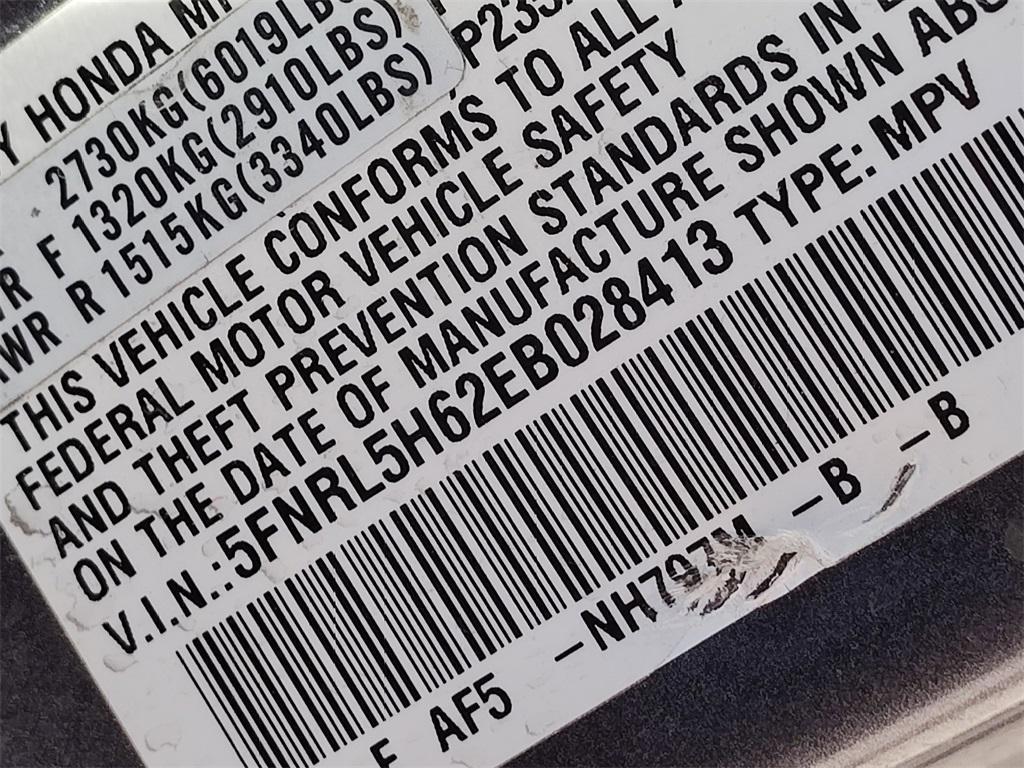 HONDA
2730KG(6019LBS)
F 1320KG(2910LBS)
R 1515KG(3340LBS)
THIS VEHICLE CONFORMS TO ALL
FEDERAL MOTOR VEHICLE SAFETY
AND THEFT PREVENTION STANDARDS IN
ON THE DATE OF MANUFACTURE SHOWN
V.I.N.:5FNRL5H62EB028413 TYPE: MPV
AF5 -NH797M -B -B